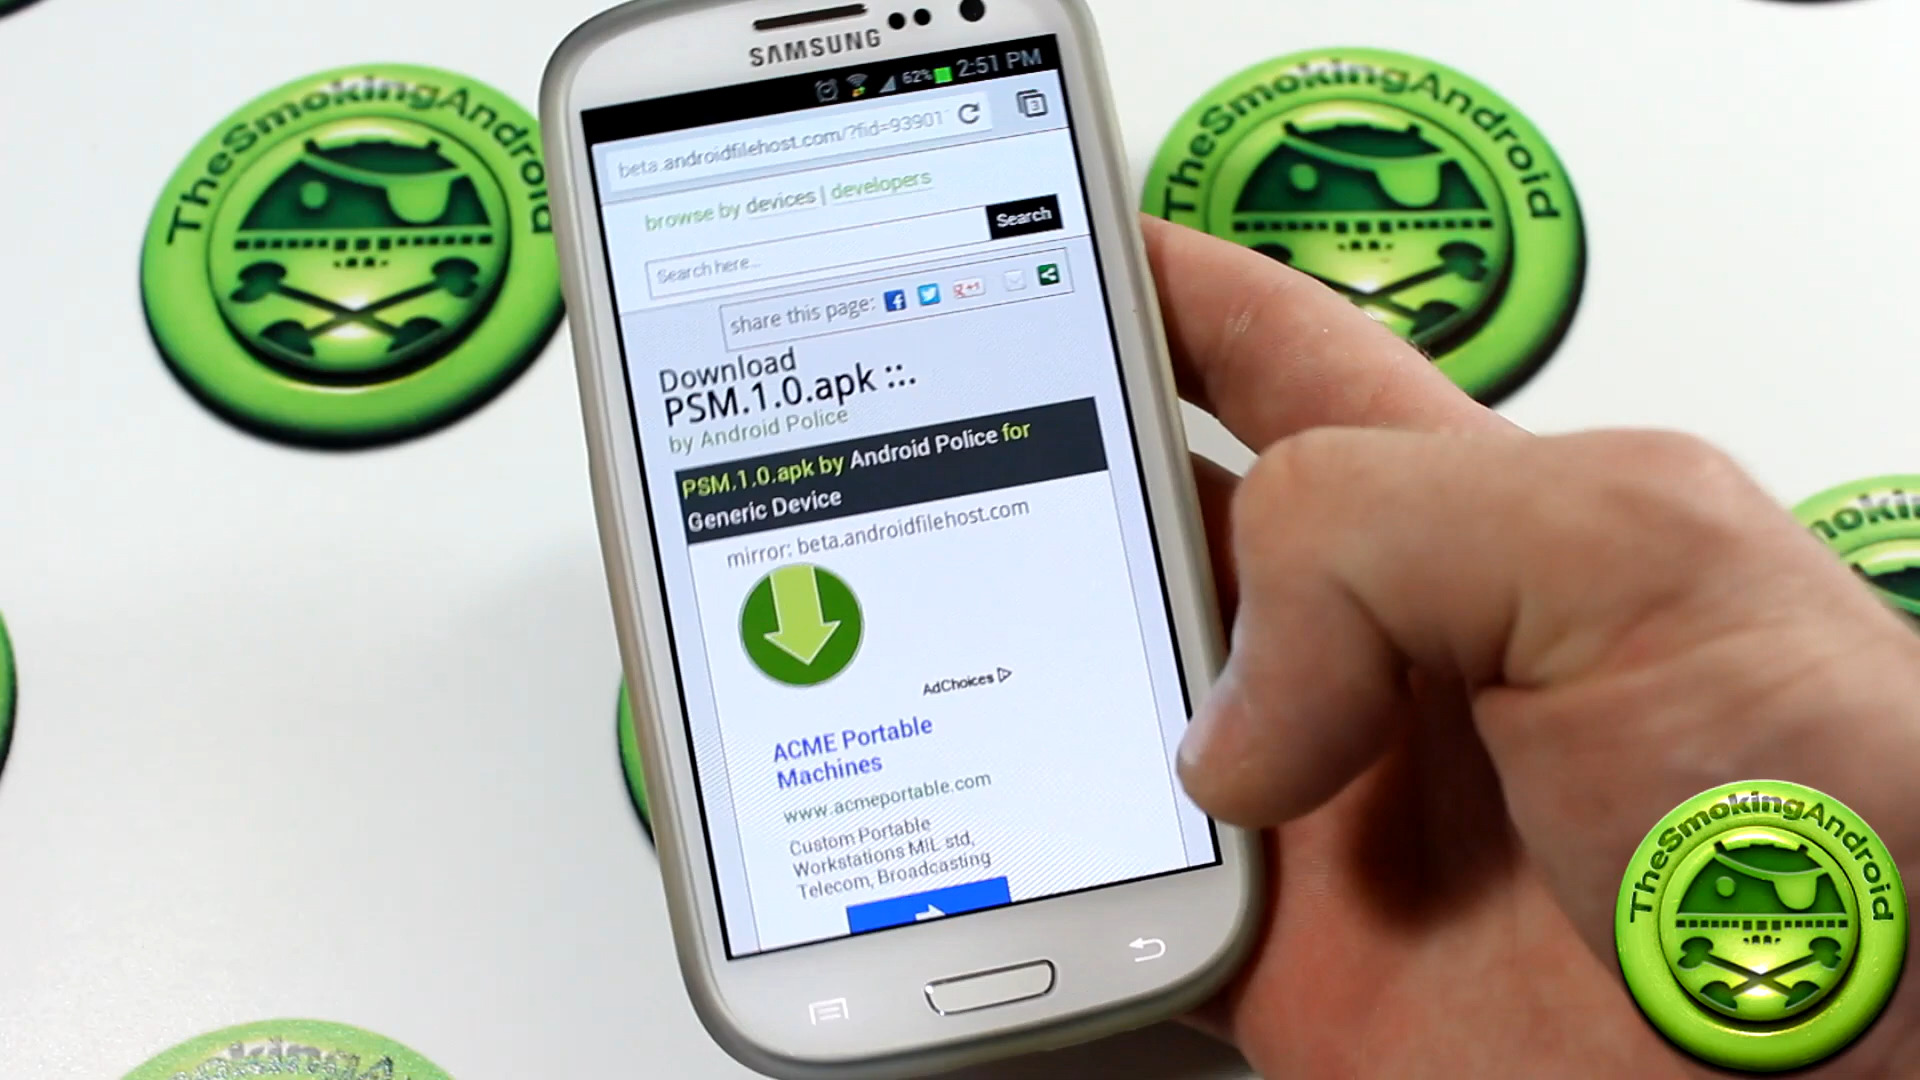 TheSmokingAndroid
TheSmokingAndroid
SAMSUNG
62% 2:51 PM
beta.androidfilehost.com/?fid=93901
3
browse by devices | developers
Search here...
Search
share this page:
g+1
Download
PSM.1.0.apk ::.
by Android Police
PSM.1.0.apk by Android Police for
Generic Device
mirror: beta.androidfilehost.com
AdChoices
ACME Portable
Machines
www.acmeportable.com
Custom Portable
Workstations MIL std,
Telecom, Broadcasting
TheSmokingAndroid